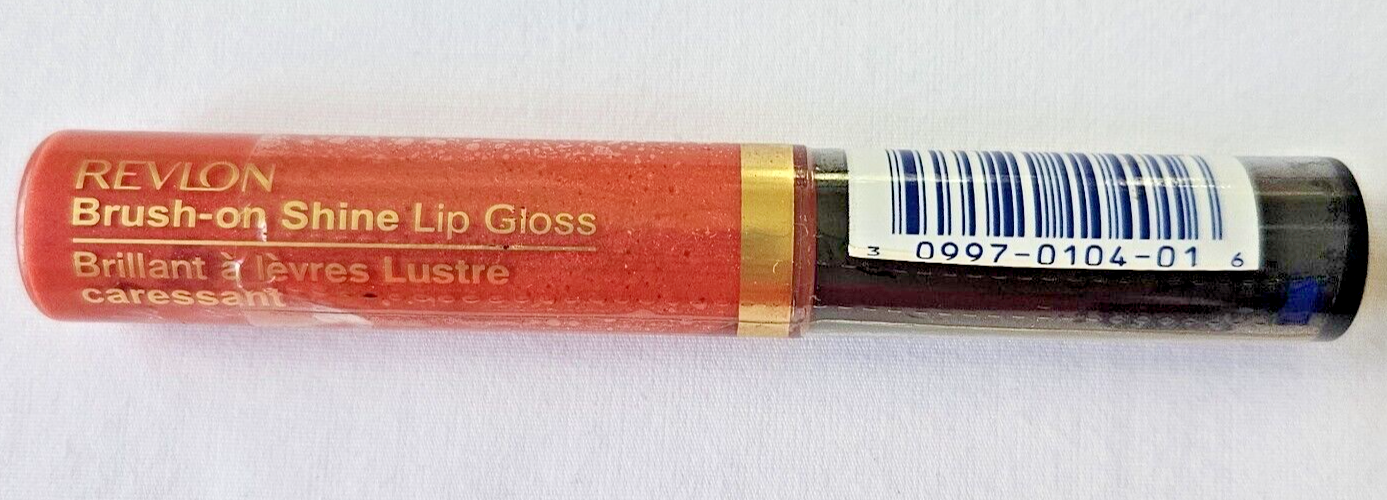 REVLON
Brush-on Shine Lip Gloss
Brillant à lèvres Lustre
caressant
3 0997-0104-01 6